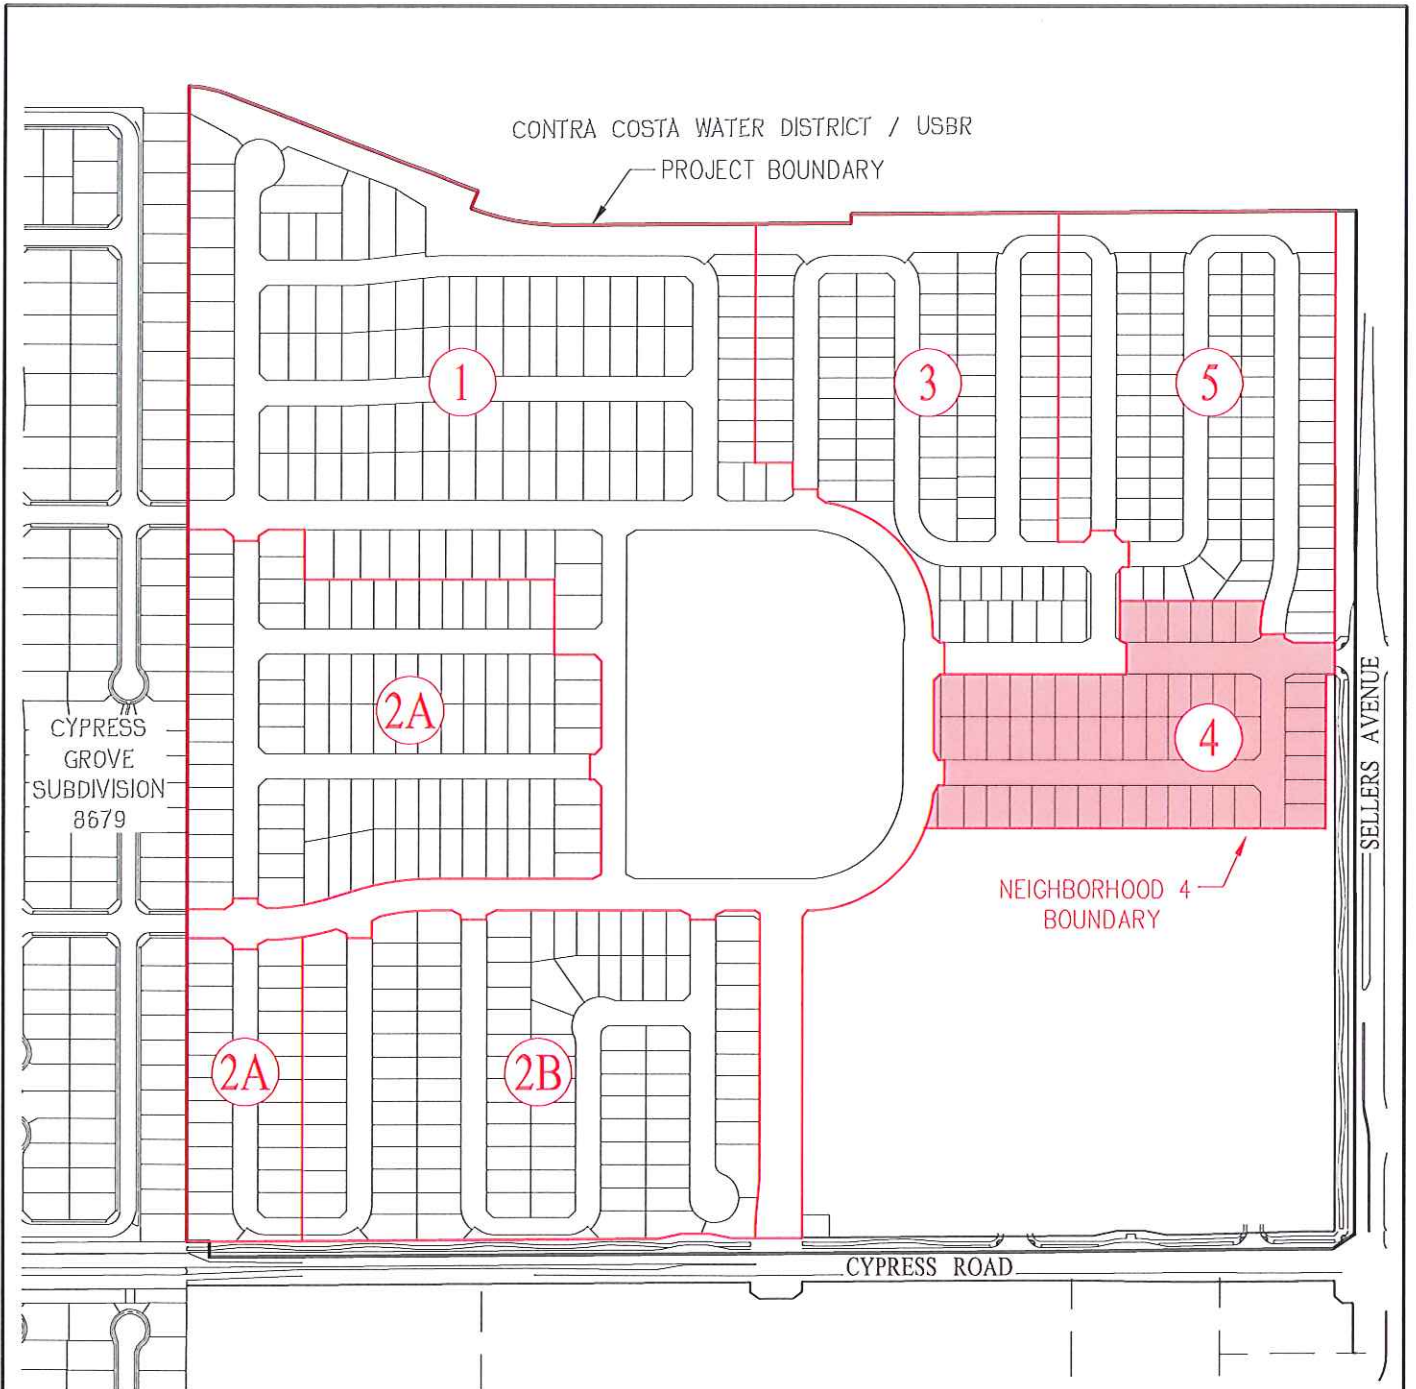 CONTRA COSTA WATER DISTRICT / USBR
PROJECT BOUNDARY
1
3
5
2A
4
CYPRESS
GROVE
SUBDIVISION
8679
SELLERS AVENUE
NEIGHBORHOOD 4
BOUNDARY
2A
2B
CYPRESS ROAD